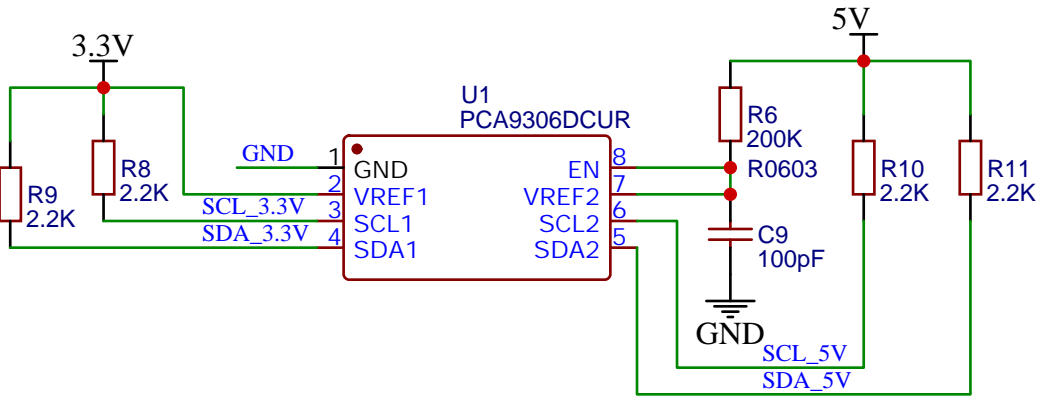 3.3V
5V
U1
PCA9306DCUR
R6
200K
R0603
R8
2.2K
R9
2.2K
R10
2.2K
R11
2.2K
GND
SCL_3.3V
SDA_3.3V
1
GND
2
VREF1
3
SCL1
4
SDA1
EN
8
VREF2
7
SCL2
6
SDA2
5
C9
100pF
GND
SCL_5V
SDA_5V